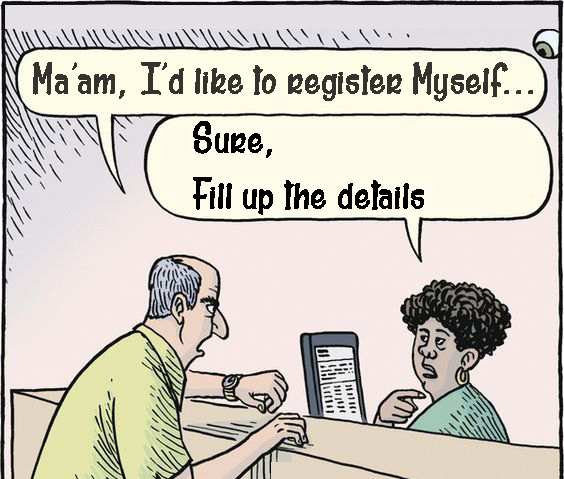 Ma'am, I'd like to register Myself...
Sure,
Fill up the details